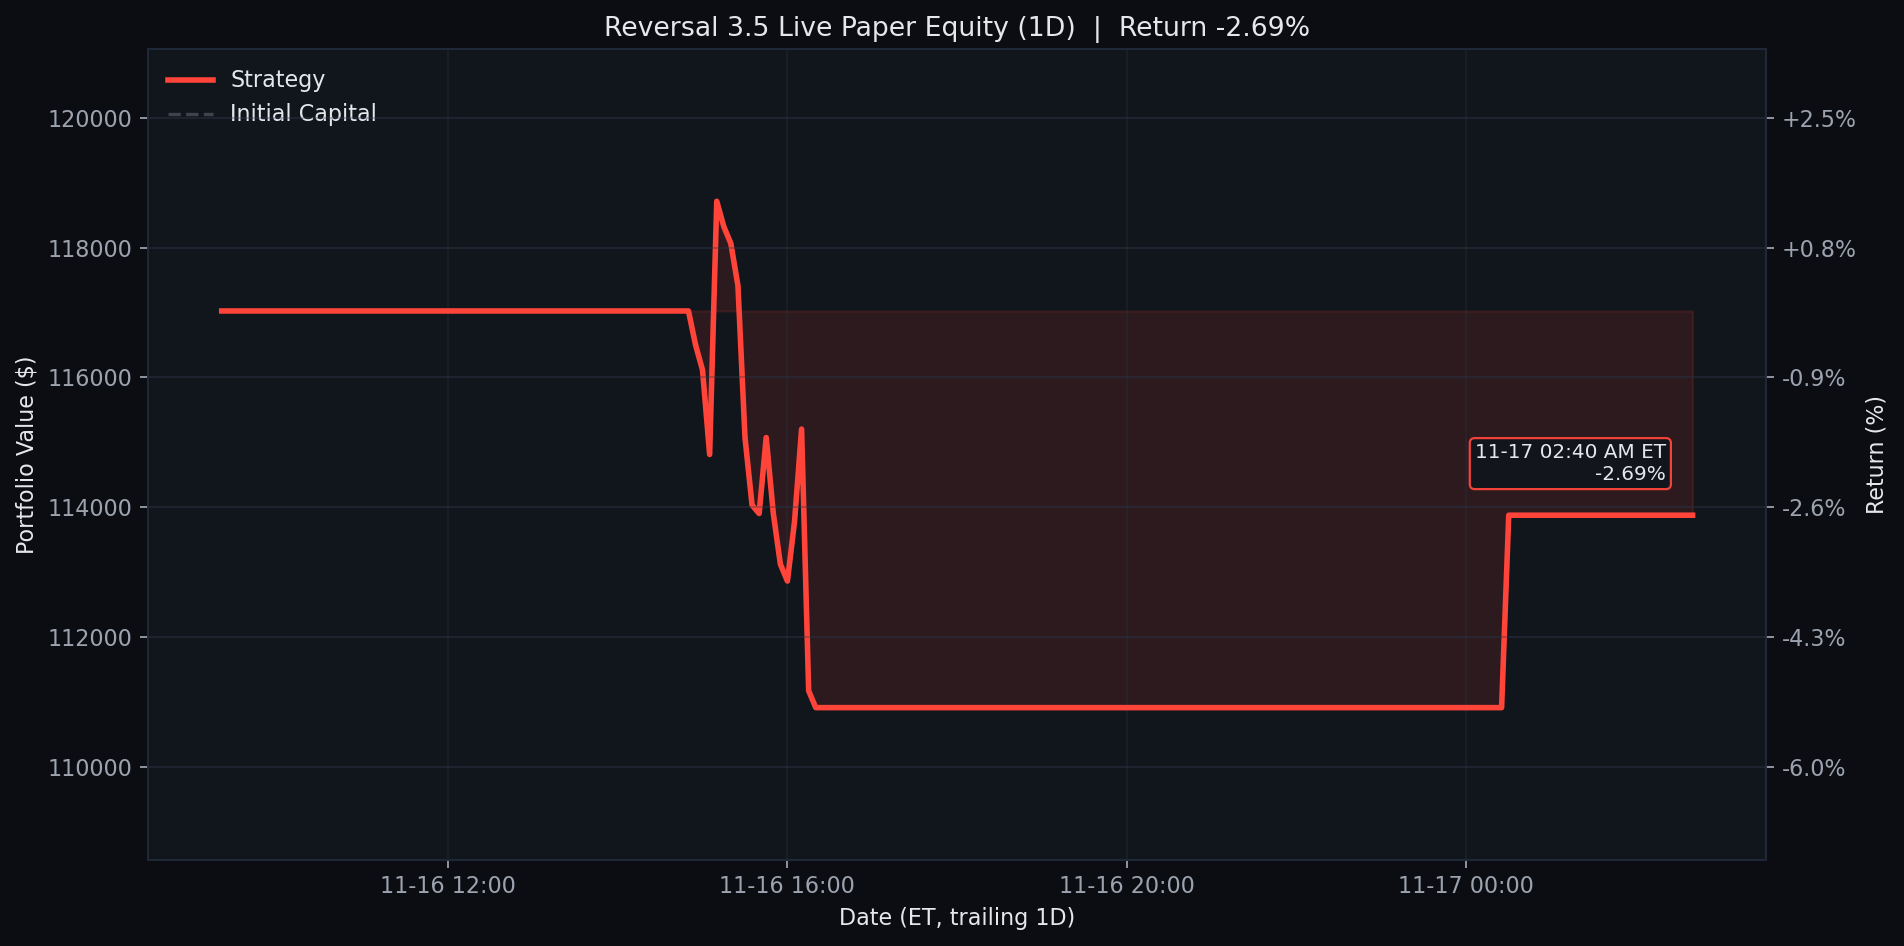 Reversal 3.5 Live Paper Equity (1D)  |  Return -2.69%
Strategy
Initial Capital
120000
118000
116000
114000
112000
110000
Portfolio Value ($)
+2.5%
+0.8%
-0.9%
-2.6%
-4.3%
-6.0%
Return (%)
11-17 02:40 AM ET
-2.69%
11-16 12:00
11-16 16:00
11-16 20:00
11-17 00:00
Date (ET, trailing 1D)